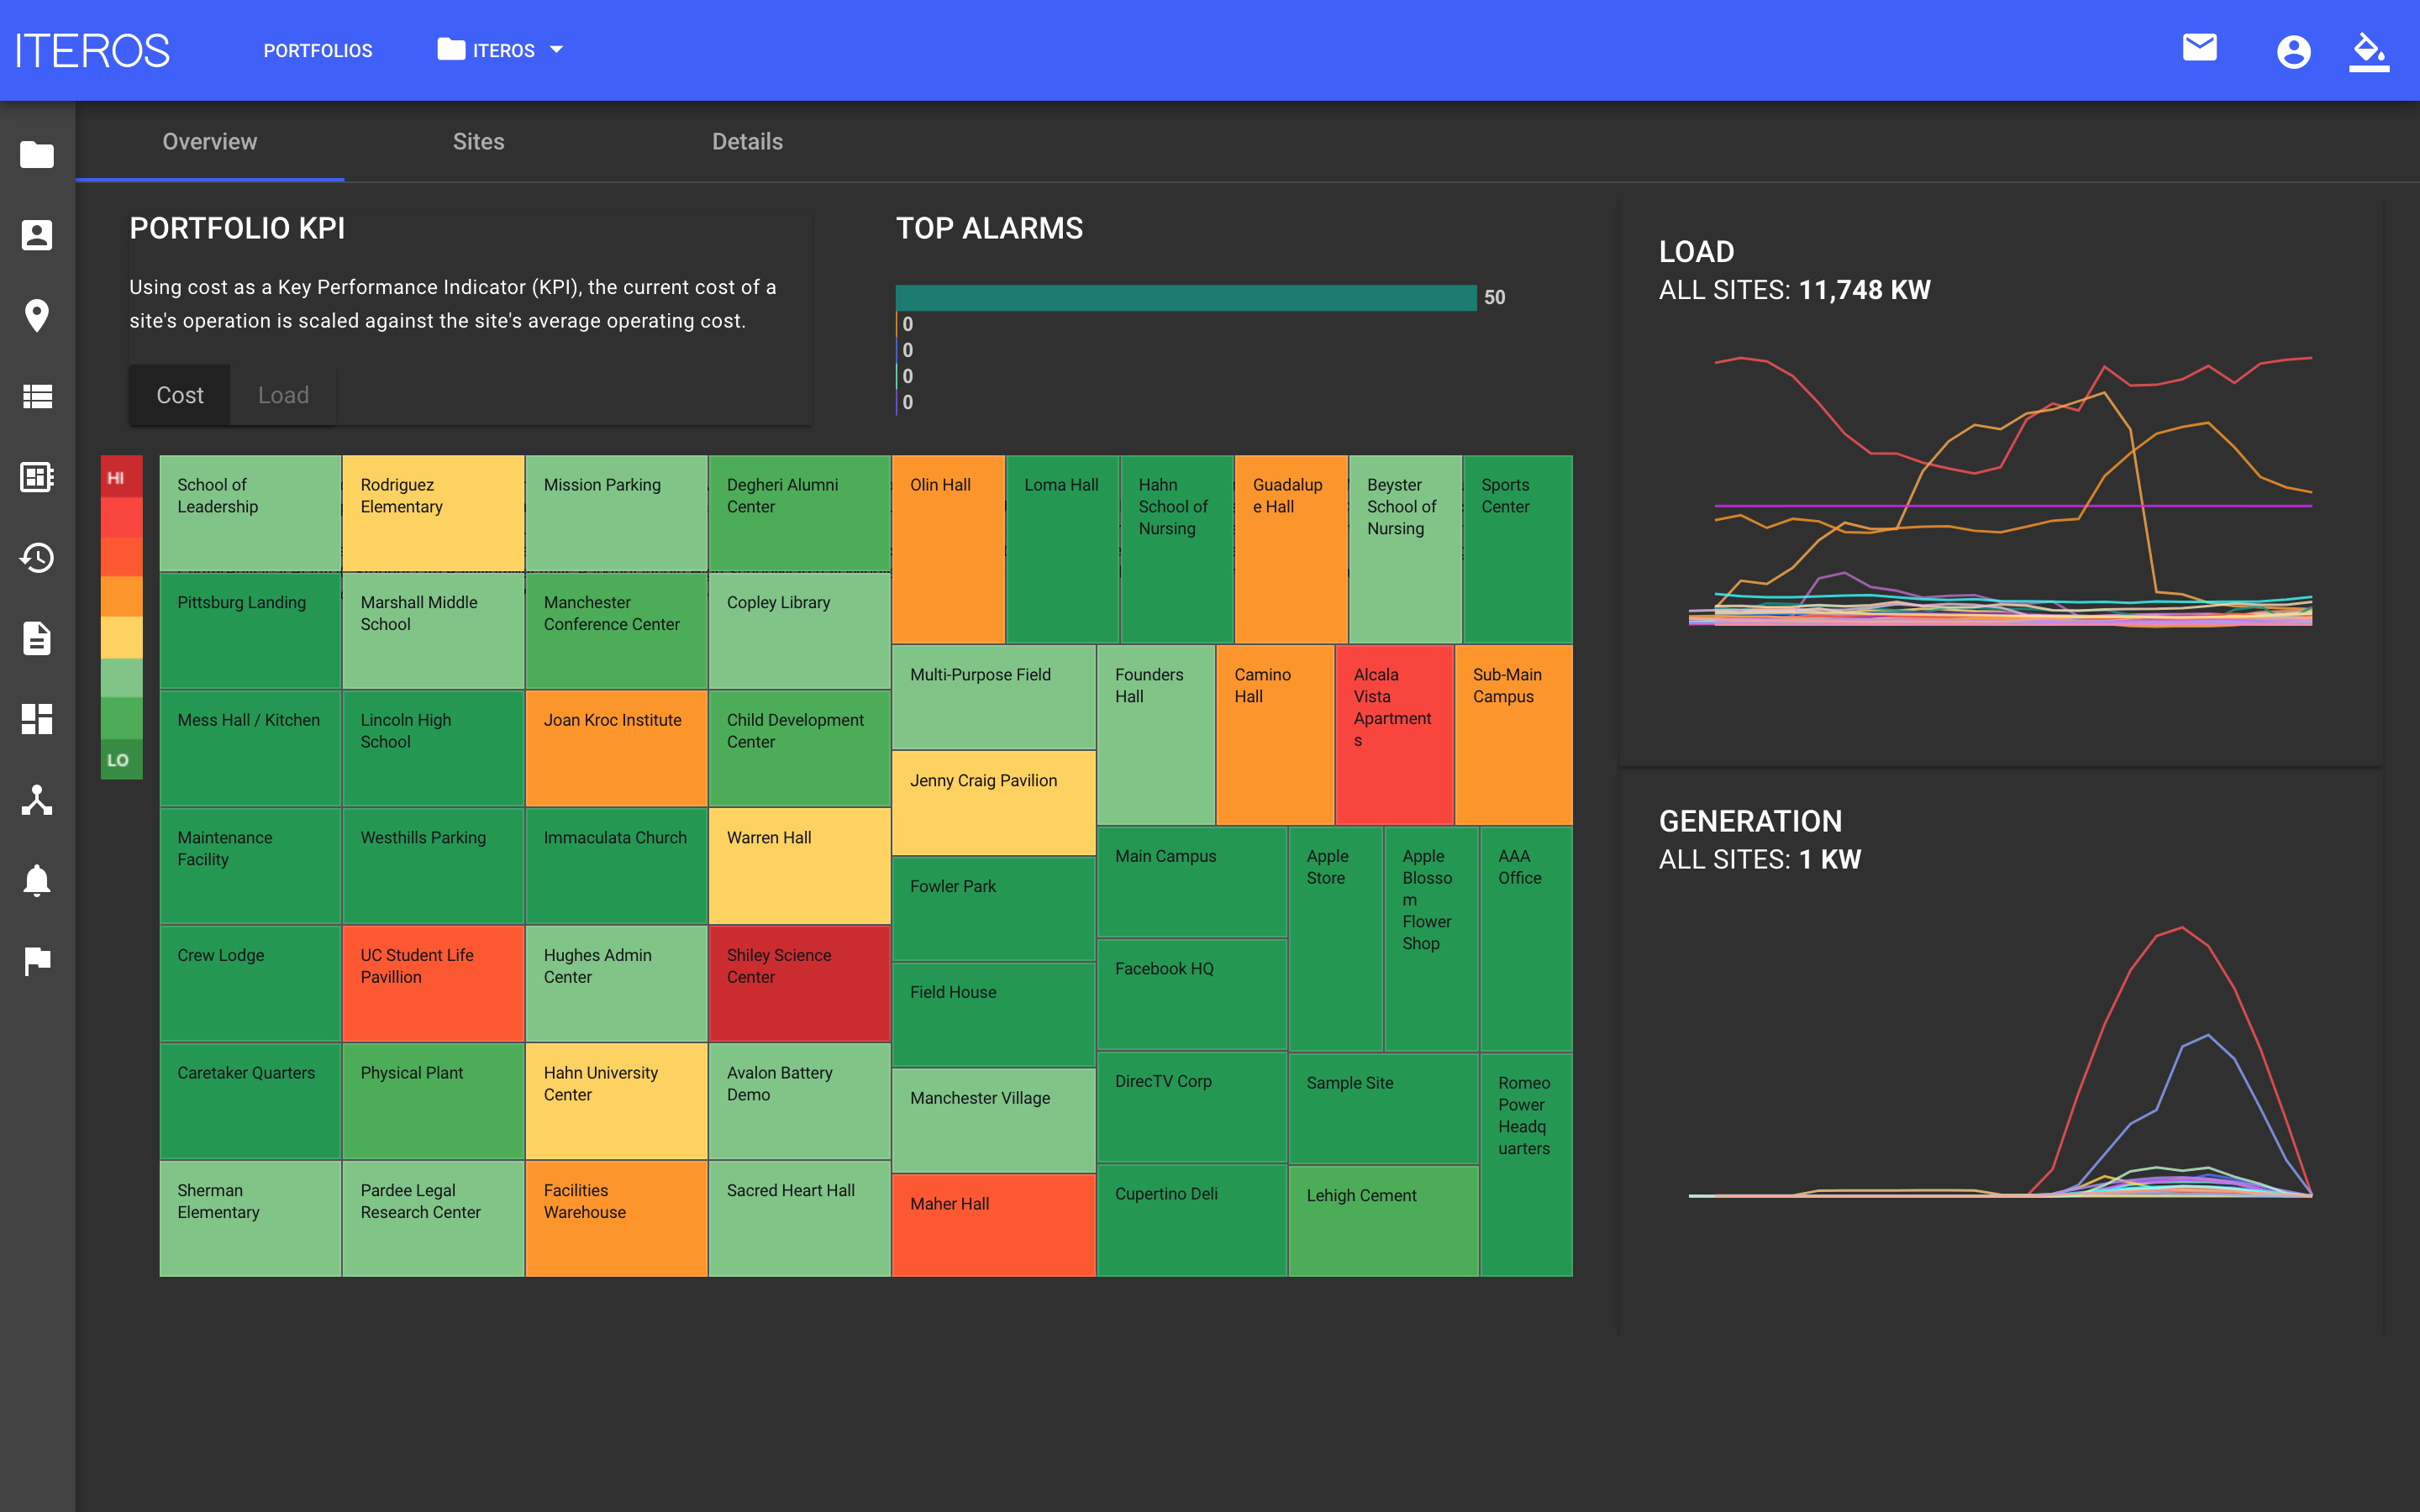 ITEROS
PORTFOLIOS
ITEROS
Overview
Sites
Details
PORTFOLIO KPI
Using cost as a Key Performance Indicator (KPI), the current cost of a
site's operation is scaled against the site's average operating cost.
Cost
Load
TOP ALARMS
50
0
0
0
0
LOAD
ALL SITES: 11,748 KW
GENERATION
ALL SITES: 1 KW
HI
LO
School of
Leadership
Pittsburg Landing
Mess Hall / Kitchen
Maintenance
Facility
Crew Lodge
Caretaker Quarters
Sherman
Elementary
Rodriguez
Elementary
Marshall Middle
School
Lincoln High
School
Westhills Parking
UC Student Life
Pavillion
Physical Plant
Pardee Legal
Research Center
Mission Parking
Manchester
Conference Center
Joan Kroc Institute
Immaculata Church
Hughes Admin
Center
Hahn University
Center
Facilities
Warehouse
Degheri Alumni
Center
Copley Library
Child Development
Center
Warren Hall
Shiley Science
Center
Avalon Battery
Demo
Sacred Heart Hall
Olin Hall
Loma Hall
Hahn
School of
Nursing
Guadalup
e Hall
Beyster
School of
Nursing
Sports
Center
Multi-Purpose Field
Jenny Craig Pavilion
Fowler Park
Field House
Manchester Village
Maher Hall
Founders
Hall
Camino
Hall
Alcala
Vista
Apartment
s
Sub-Main
Campus
Main Campus
Facebook HQ
DirecTV Corp
Cupertino Deli
Apple
Store
Apple
Blosso
m
Flower
Shop
AAA
Office
Sample Site
Lehigh Cement
Romeo
Power
Headq
uarters